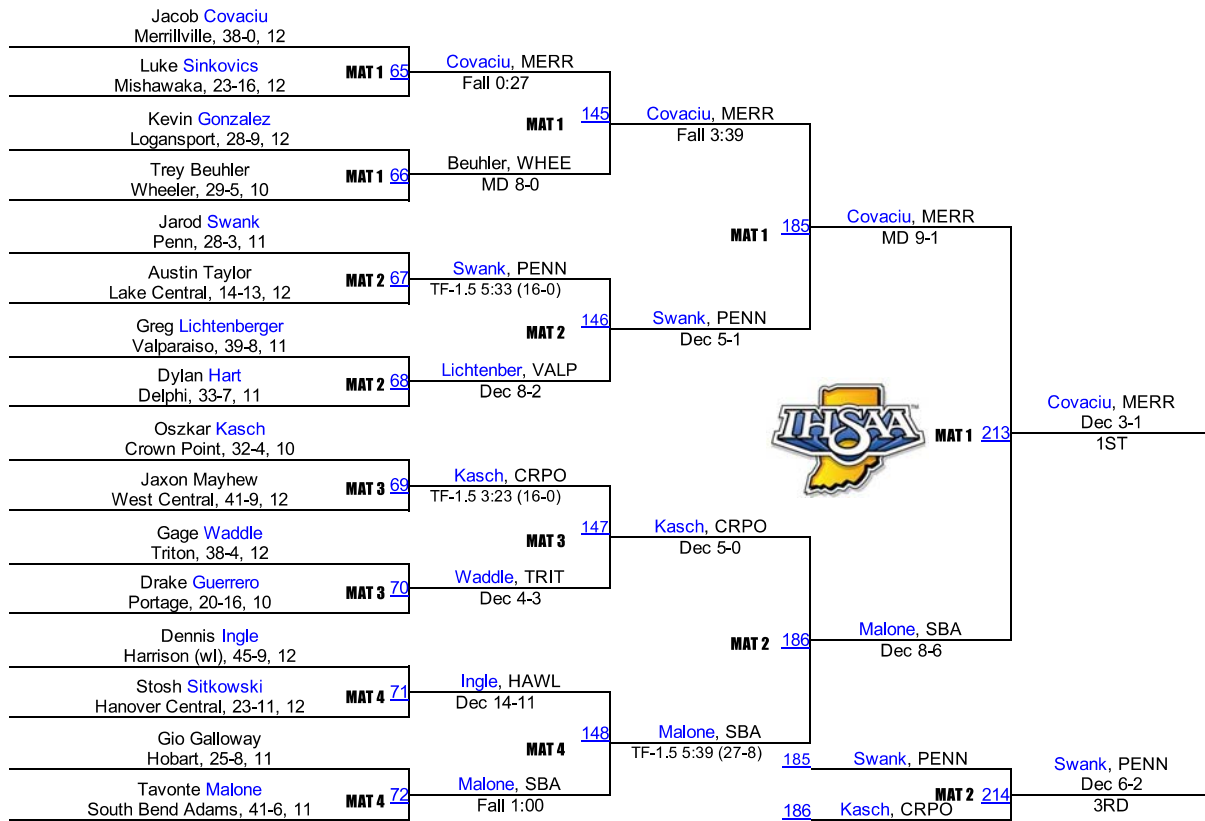 Jacob Covaciu
Merrillville, 38-0, 12
Luke Sinkovics
Mishawaka, 23-16, 12
MAT 1 65
Covaciu, MERR
Fall 0:27
Kevin Gonzalez
Logansport, 28-9, 12
Trey Beuhler
Wheeler, 29-5, 10
MAT 1 66
Beuhler, WHEE
MD 8-0
MAT 1 145
Covaciu, MERR
Fall 3:39
Jarod Swank
Penn, 28-3, 11
Austin Taylor
Lake Central, 14-13, 12
MAT 2 67
Swank, PENN
TF-1.5 5:33 (16-0)
Greg Lichtenberger
Valparaiso, 39-8, 11
Dylan Hart
Delphi, 33-7, 11
MAT 2 68
Lichtenber, VALP
Dec 8-2
MAT 2 146
Swank, PENN
Dec 5-1
MAT 1 185
Covaciu, MERR
MD 9-1
Oszkar Kasch
Crown Point, 32-4, 10
Jaxon Mayhew
West Central, 41-9, 12
MAT 3 69
Kasch, CRPO
TF-1.5 3:23 (16-0)
Gage Waddle
Triton, 38-4, 12
Drake Guerrero
Portage, 20-16, 10
MAT 3 70
Waddle, TRIT
Dec 4-3
MAT 3 147
Kasch, CRPO
Dec 5-0
Dennis Ingle
Harrison (wl), 45-9, 12
Stosh Sitkowski
Hanover Central, 23-11, 12
MAT 4 71
Ingle, HAWL
Dec 14-11
Gio Galloway
Hobart, 25-8, 11
Tavonte Malone
South Bend Adams, 41-6, 11
MAT 4 72
Malone, SBA
Fall 1:00
MAT 4 148
Malone, SBA
TF-1.5 5:39 (27-8)
MAT 2 186
Malone, SBA
Dec 8-6
IHSAA™
MAT 1 213
Covaciu, MERR
Dec 3-1
1ST
185 Swank, PENN
186 Kasch, CRPO
MAT 2 214
Swank, PENN
Dec 6-2
3RD